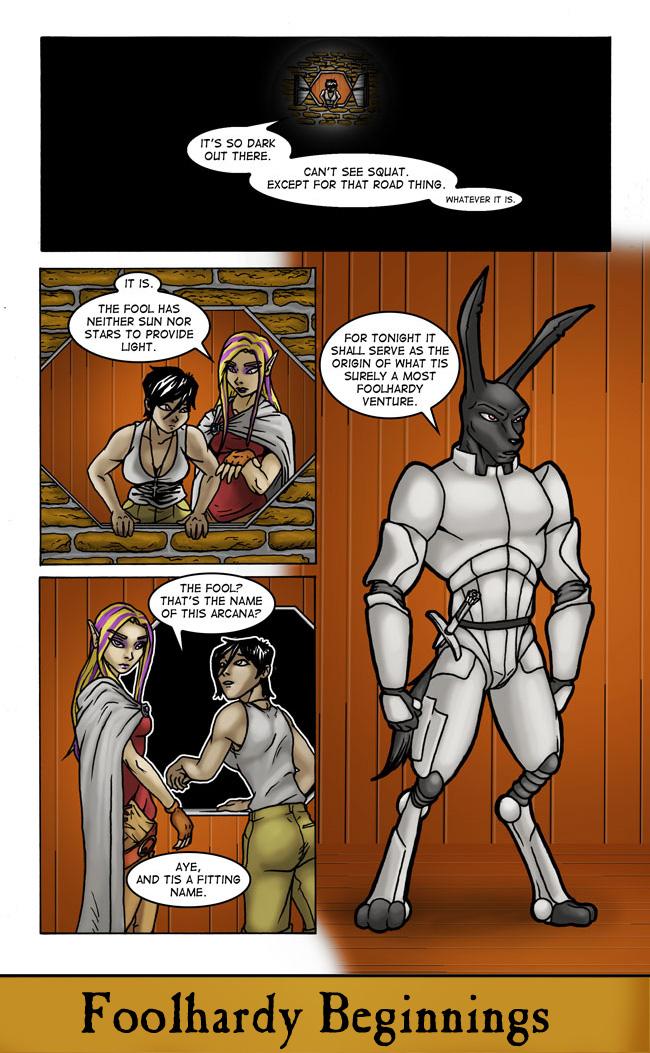 IT'S SO DARK
OUT THERE.
CAN'T SEE SQUAT.
EXCEPT FOR THAT ROAD THING.
WHATEVER IT IS.
IT IS.
THE FOOL HAS
NEITHER SUN NOR
STARS TO PROVIDE
LIGHT.
THE FOOL?
THAT'S THE NAME
OF THIS ARCANA?
AYE,
AND TIS A FITTING
NAME.
FOR TONIGHT IT
SHALL SERVE AS THE
ORIGIN OF WHAT TIS
SURELY A MOST
FOOLHARDY
VENTURE.
Foolhardy Beginnings